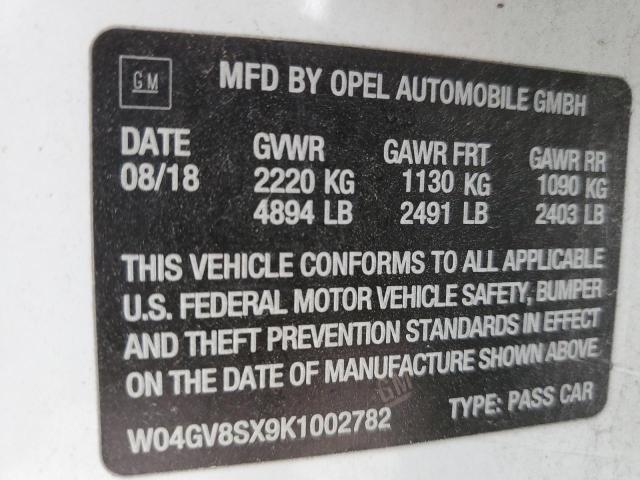 GM
MFD BY OPEL AUTOMOBILE GMBH
DATE GVWR GAWR FRT GAWR RR
08/18 2220 KG 1130 KG 1090 KG
4894 LB 2491 LB 2403 LB
THIS VEHICLE CONFORMS TO ALL APPLICABLE
U.S. FEDERAL MOTOR VEHICLE SAFETY, BUMPER
AND THEFT PREVENTION STANDARDS IN EFFECT
ON THE DATE OF MANUFACTURE SHOWN ABOVE.
GM
W04GV8SX9K1002782 TYPE: PASS CAR